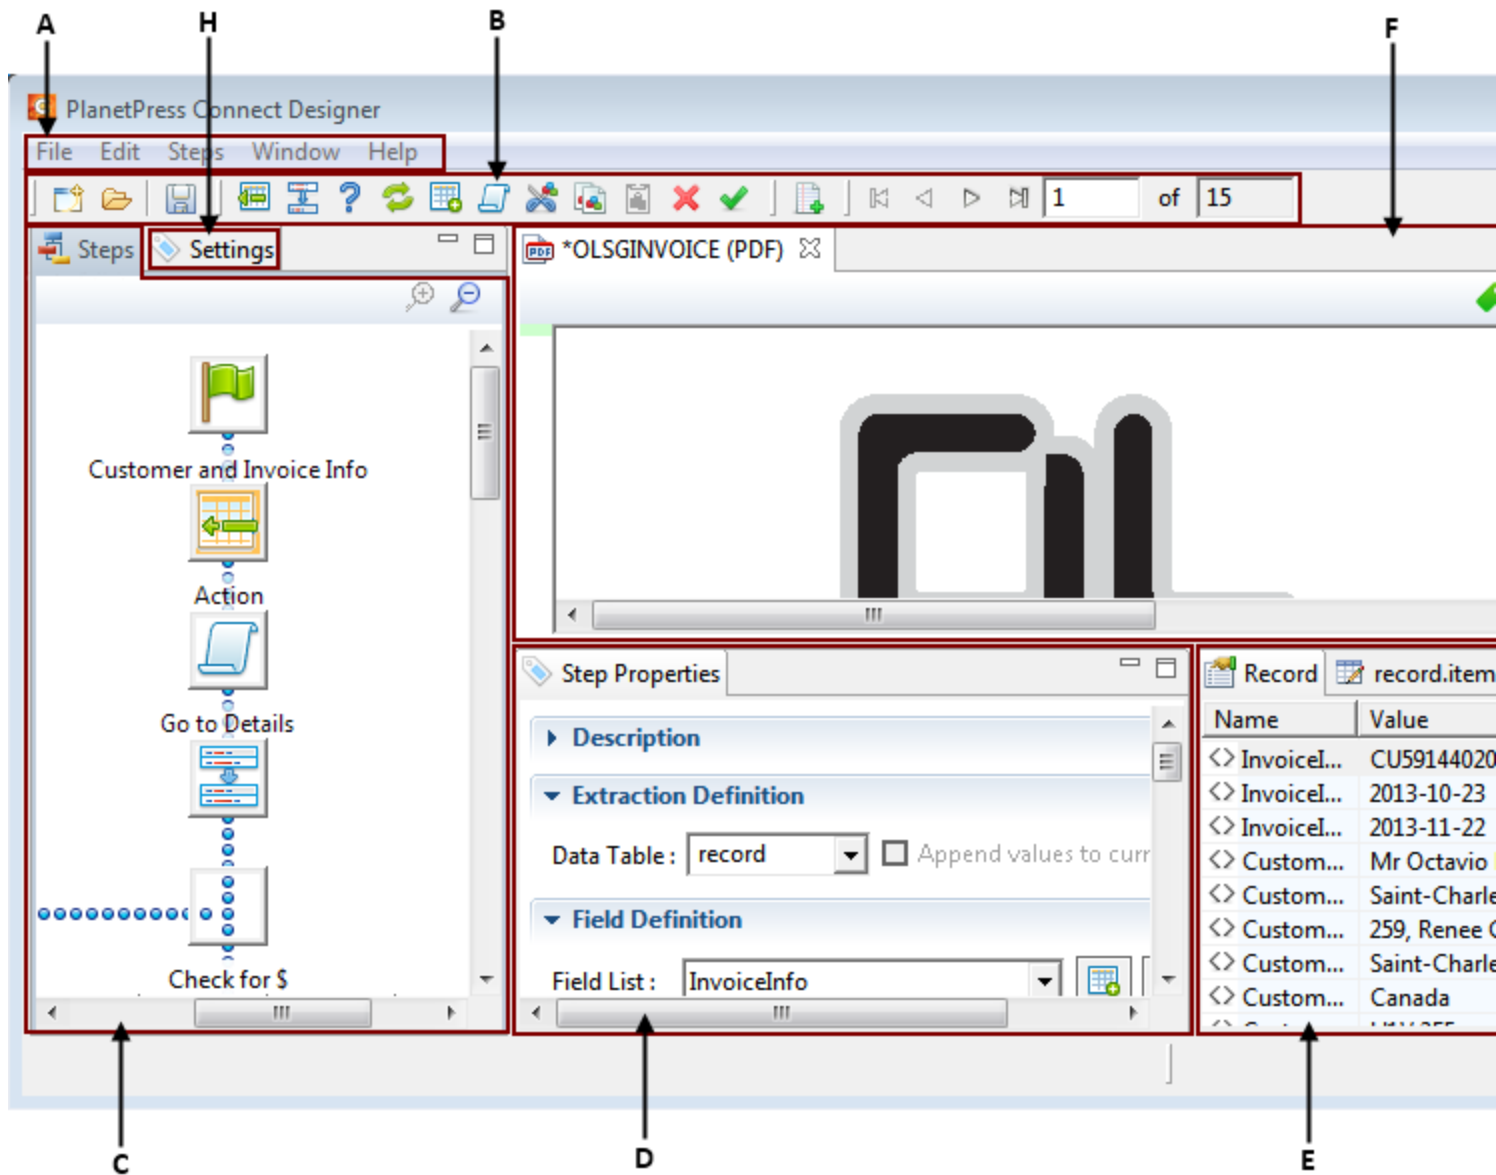 A H B F
PlanetPress Connect Designer
File Edit Steps Window Help
1 of 15
Steps Settings
*OLSGINVOICE (PDF)
Customer and Invoice Info
Action
Go to Details
Check for $
Step Properties
Description
Extraction Definition
Data Table : record Append values to curr
Field Definition
Field List : InvoiceInfo
Record record.item
Name Value
InvoiceI... CU59144020
InvoiceI... 2013-10-23
InvoiceI... 2013-11-22
Custom... Mr Octavio
Custom... Saint-Charle
Custom... 259, Renee
Custom... Saint-Charle
Custom... Canada
C D E